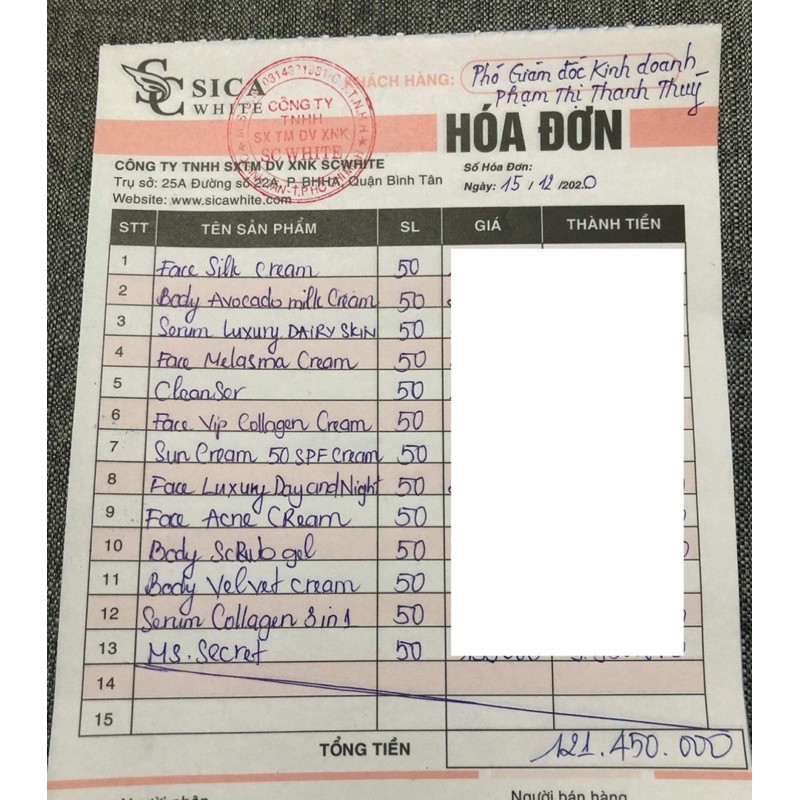 SC SICA
WHITE
KHÁCH HÀNG:
Phó Giám đốc Kinh doanh
Phạm Thị Thanh Thuỷ
CÔNG TY
TNHH
SX TM DV XNK
SC WHITE
HÓA ĐƠN
CÔNG TY TNHH SXTM DV XNK SCWHITE
Trụ sở: 25A Đường số 22A, P. BHHA, Quận Bình Tân
Website: www.sicawhite.com
Số Hóa Đơn:
Ngày: 15 / 12 /2020
STT TÊN SẢN PHẨM SL GIÁ THÀNH TIỀN
1 Face Silk Cream 50
2 Body Avocado milk Cream 50
3 Serum Luxury DAIRY SKIN 50
4 Face Melasma Cream 50
5 Cleanser 50
6 Face Vip Collagen Cream 50
7 Sun Cream 50 SPF Cream 50
8 Face Luxury Day and Night 50
9 Face Acne CReam 50
10 Body ScRub gel 50
11 Body Velvet cream 50
12 Serum Collagen 8in1 50
13 Ms. Secret 50
14
15
TỔNG TIỀN 121.450.000
Người bán hàng